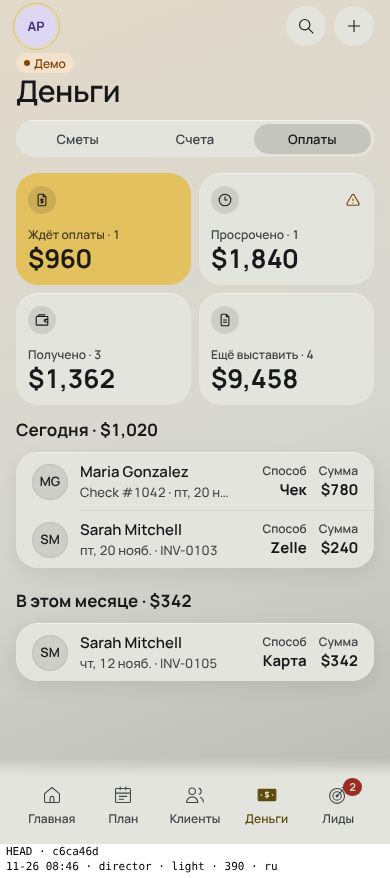 AP
Демо
Деньги
Сметы Счета Оплаты
Ждёт оплаты · 1
$960
Просрочено · 1
$1,840
Получено · 3
$1,362
Ещё выставить · 4
$9,458
Сегодня · $1,020
MG Maria Gonzalez Способ Сумма
Check #1042 · пт, 20 н… Чек $780
SM Sarah Mitchell Способ Сумма
пт, 20 нояб. · INV-0103 Zelle $240
В этом месяце · $342
SM Sarah Mitchell Способ Сумма
чт, 12 нояб. · INV-0105 Карта $342
2
Главная План Клиенты Деньги Лиды
HEAD · c6ca46d
11-26 08:46 · director · light · 390 · ru